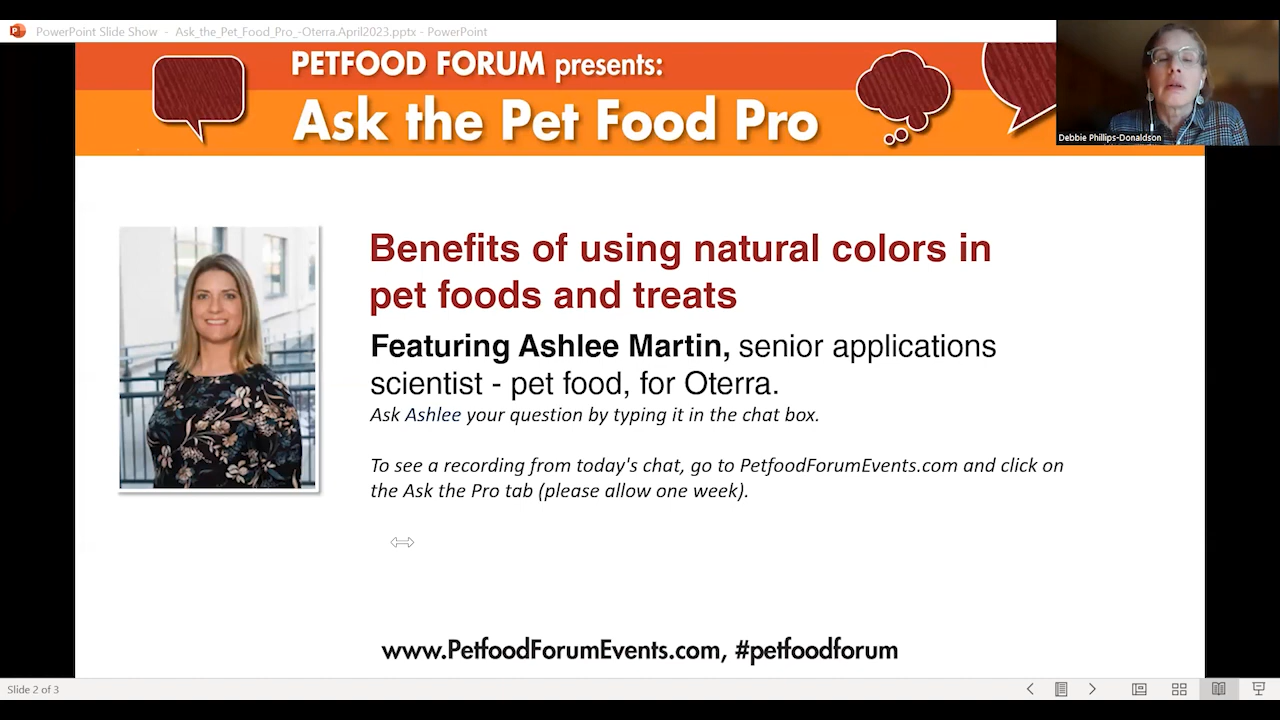 PowerPoint Slide Show - Ask_the_Pet_Food_Pro_-Oterra.April2023.pptx - PowerPoint
PETFOOD FORUM presents:
Ask the Pet Food Pro
Debbie Phillips-Donaldson
Benefits of using natural colors in
pet foods and treats
Featuring Ashlee Martin, senior applications
scientist - pet food, for Oterra.
Ask Ashlee your question by typing it in the chat box.
To see a recording from today's chat, go to PetfoodForumEvents.com and click on
the Ask the Pro tab (please allow one week).
www.PetfoodForumEvents.com, #petfoodforum
Slide 2 of 3